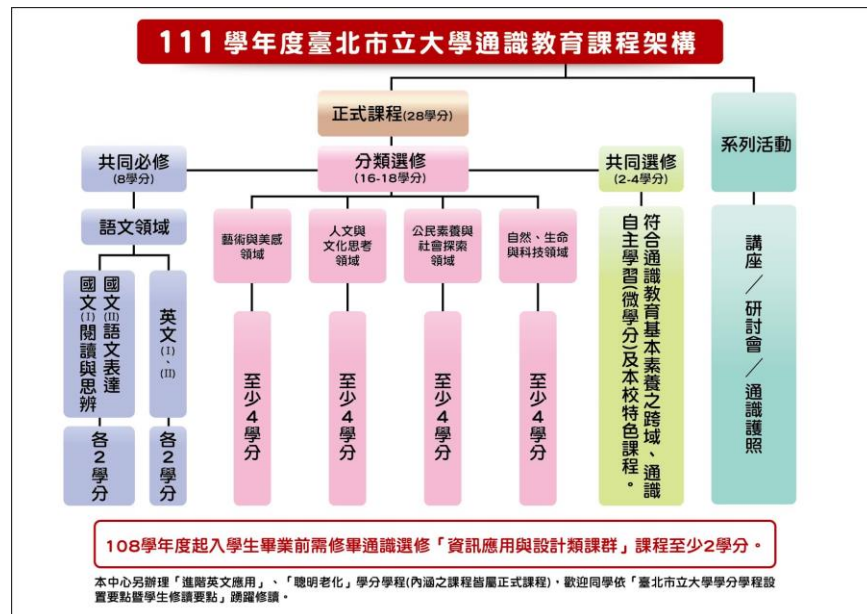 111學年度臺北市立大學通識教育課程架構
正式課程(28學分)
系列活動
共同必修
(8學分)
分類選修
(16-18學分)
共同選修
(2-4學分)
語文領域
藝術與美感
領域
人文與
文化思考
領域
公民素養與
社會探索
領域
自然、生命
與科技領域
國文(II)語文表達
國文(I)閱讀與思辨
英文(I)、(II)
各2學分
各2學分
至少4學分
至少4學分
至少4學分
至少4學分
符合通識教育基本素養之跨域、通識
自主學習(微學分)及本校特色課程。
講座／研討會／通識護照
108學年度起入學生畢業前需修畢通識選修「資訊應用與設計類課群」課程至少2學分。
本中心另辦理「進階英文應用」、「聰明老化」學分學程(內涵之課程皆屬正式課程)，歡迎同學依「臺北市立大學學分學程設
置要點暨學生修讀要點」踴躍修讀。